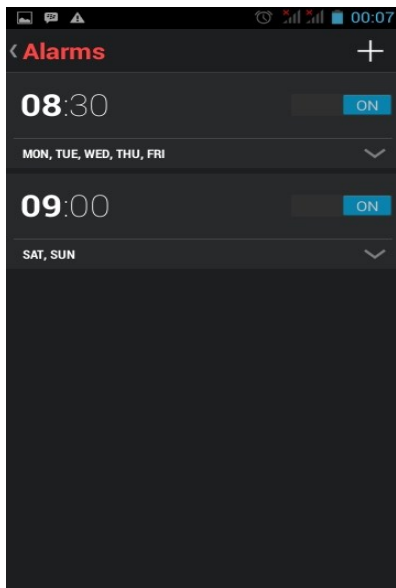 00:07
Alarms
08:30
ON
MON, TUE, WED, THU, FRI
09:00
ON
SAT, SUN